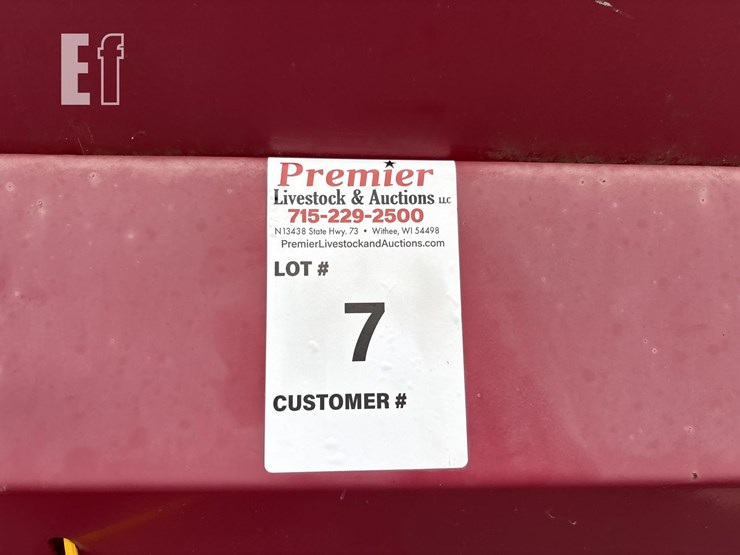 Ef
Premier
Livestock & Auctions LLC
715-229-2500
N13438 State Hwy. 73 • Withee, WI 54498
PremierLivestockandAuctions.com
LOT #
7
CUSTOMER #